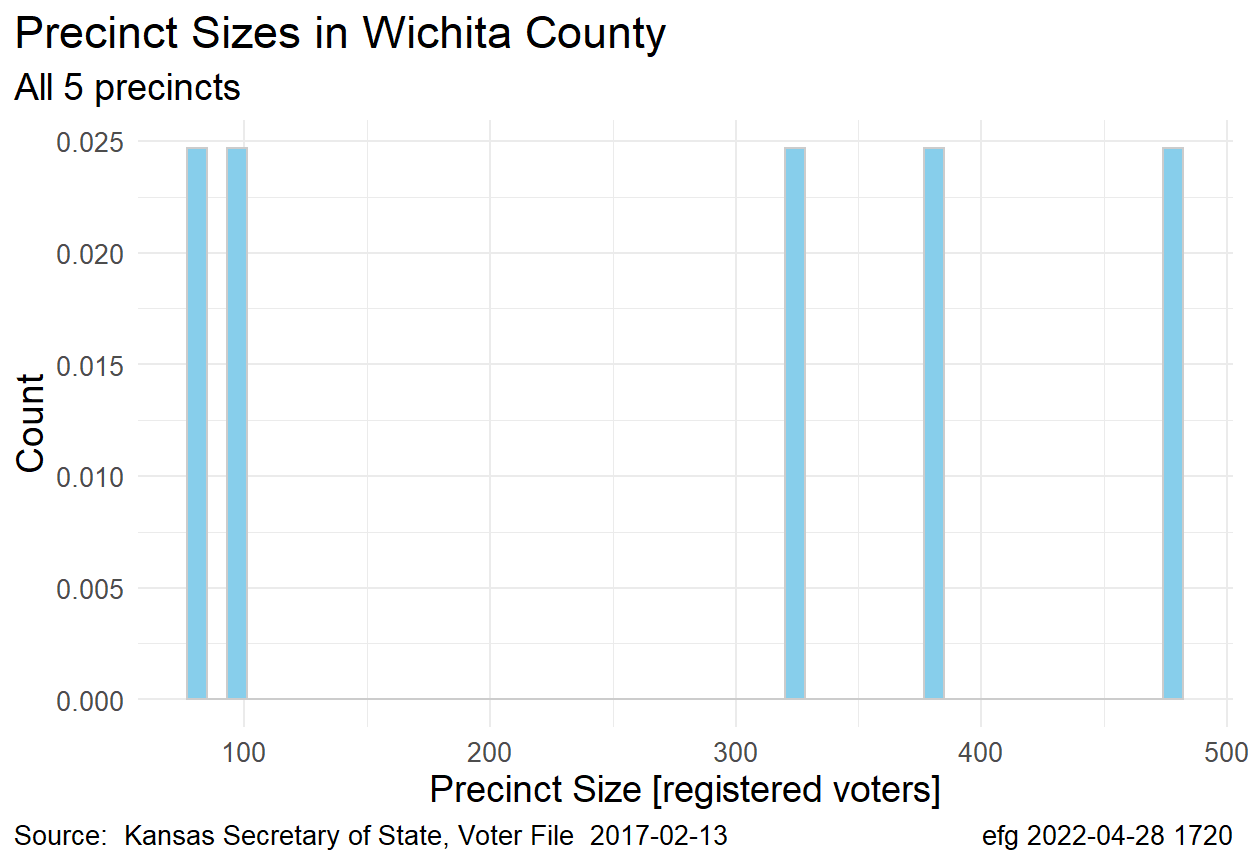 Precinct Sizes in Wichita County
All 5 precincts
0.025
0.020
0.015
0.010
0.005
0.000
Count
100 200 300 400 500
Precinct Size [registered voters]
Source:  Kansas Secretary of State, Voter File  2017-02-13
efg 2022-04-28 1720